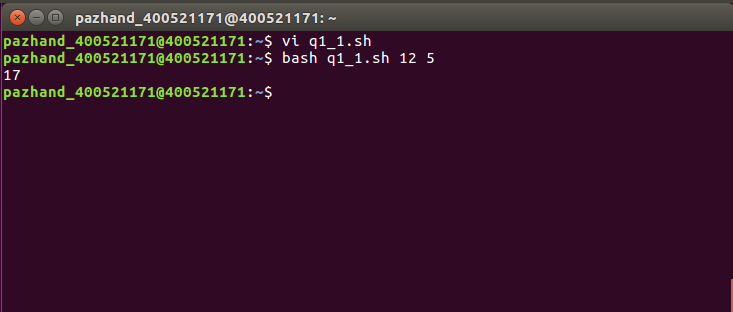 pazhand_400521171@400521171: ~
pazhand_400521171@400521171:~$ vi q1_1.sh
pazhand_400521171@400521171:~$ bash q1_1.sh 12 5
17
pazhand_400521171@400521171:~$